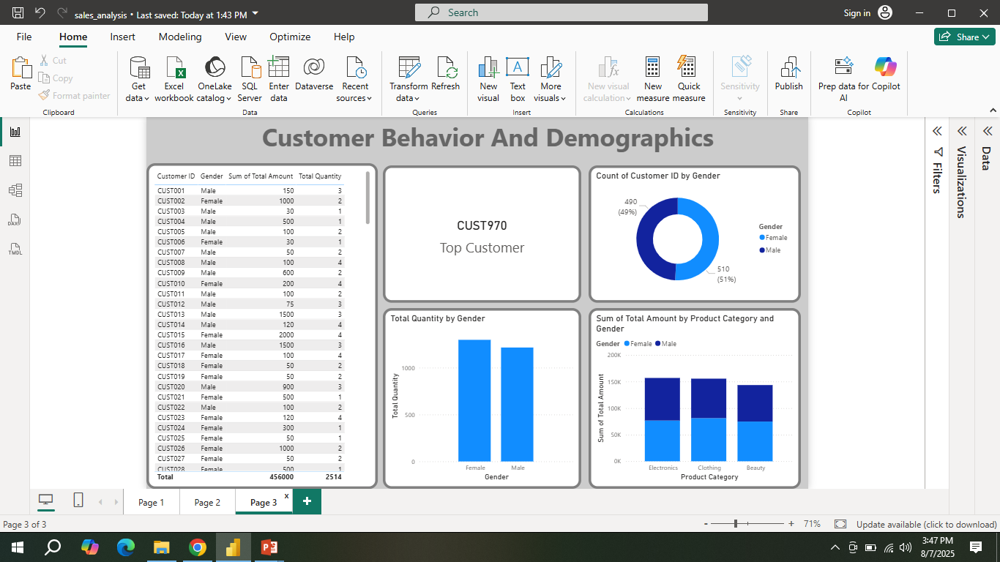 sales_analysis • Last saved: Today at 1:43 PM
Search
Sign in
File Home Insert Modeling View Optimize Help
Share
Paste
Cut
Copy
Format painter
Clipboard
Get data
Excel workbook
OneLake catalog
SQL Server
Enter data
Dataverse
Recent sources
Data
Transform data
Refresh
Queries
New visual
Text box
More visuals
Insert
New visual calculation
New measure
Quick measure
Calculations
Sensitivity
Sensitivity
Publish
Share
Prep data for AI
Copilot
Copilot
Customer Behavior And Demographics
Customer ID Gender Sum of Total Amount Total Quantity
CUST001 Male 150 3
CUST002 Female 1000 2
CUST003 Male 30 1
CUST004 Male 500 1
CUST005 Male 100 2
CUST006 Female 30 1
CUST007 Male 50 2
CUST008 Male 100 4
CUST009 Male 600 2
CUST010 Female 200 4
CUST011 Male 100 2
CUST012 Male 75 3
CUST013 Male 1500 3
CUST014 Male 120 4
CUST015 Female 2000 4
CUST016 Male 1500 3
CUST017 Female 100 4
CUST018 Female 50 2
CUST019 Female 50 2
CUST020 Male 900 3
CUST021 Female 500 1
CUST022 Male 100 2
CUST023 Female 120 4
CUST024 Female 300 1
CUST025 Female 50 1
CUST026 Female 1000 2
CUST027 Female 50 2
CUST028 Female 500 1
Total 456000 2514
CUST970
Top Customer
Count of Customer ID by Gender
490
(49%)
510
(51%)
Gender
Female
Male
Total Quantity by Gender
Total Quantity
1000
500
0
Female Male
Gender
Sum of Total Amount by Product Category and
Gender
Gender Female Male
Sum of Total Amount
200K
150K
100K
50K
0K
Electronics Clothing Beauty
Product Category
Filters
Visualizations
Data
DAX
TMDL
Page 1 Page 2 Page 3 x +
Page 3 of 3
- + 71%
Update available (click to download)
3:47 PM
8/7/2025